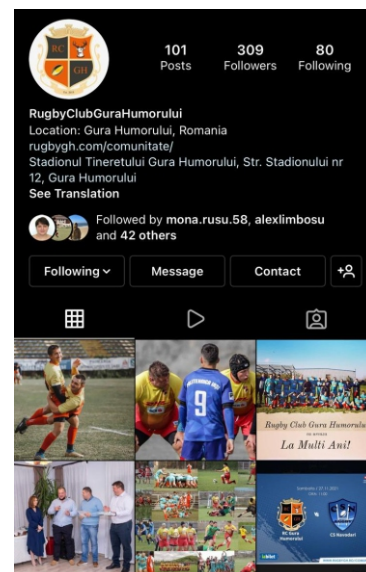 RC
GH
101
Posts
309
Followers
80
Following
RugbyClubGuraHumorului
Location: Gura Humorului, Romania
rugbygh.com/comunitate/
Stadionul Tineretului Gura Humorului, Str. Stadionului nr
12, Gura Humorului
See Translation
Followed by mona.rusu.58, alexlimbosu
and 42 others
Following
Message
Contact
9
Rugby Club Gura Humorului
La Multi Ani!
RC Gura
Humorului
CS Navodari